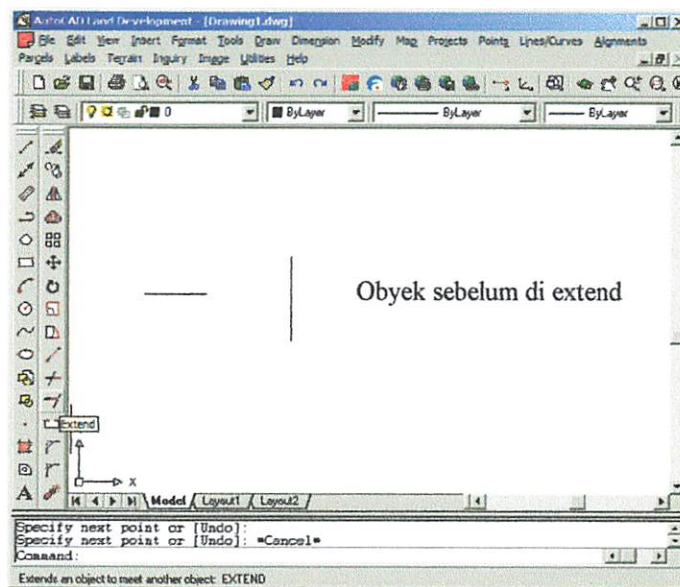 AutoCAD Land Development - [Drawing1.dwg]
File Edit View Insert Format Tools Draw Dimension Modify Map Projects Points Lines/Curves Alignments
Parcels Labels Terrain Inquiry Image Utilities Help
0 ByLayer ByLayer ByLayer
Obyek sebelum di extend
Extend
X
A
Model Layout1 Layout2
Specify next point or [Undo]:
Specify next point or [Undo]: *Cancel*
Command:
Extends an object to meet another object: EXTEND